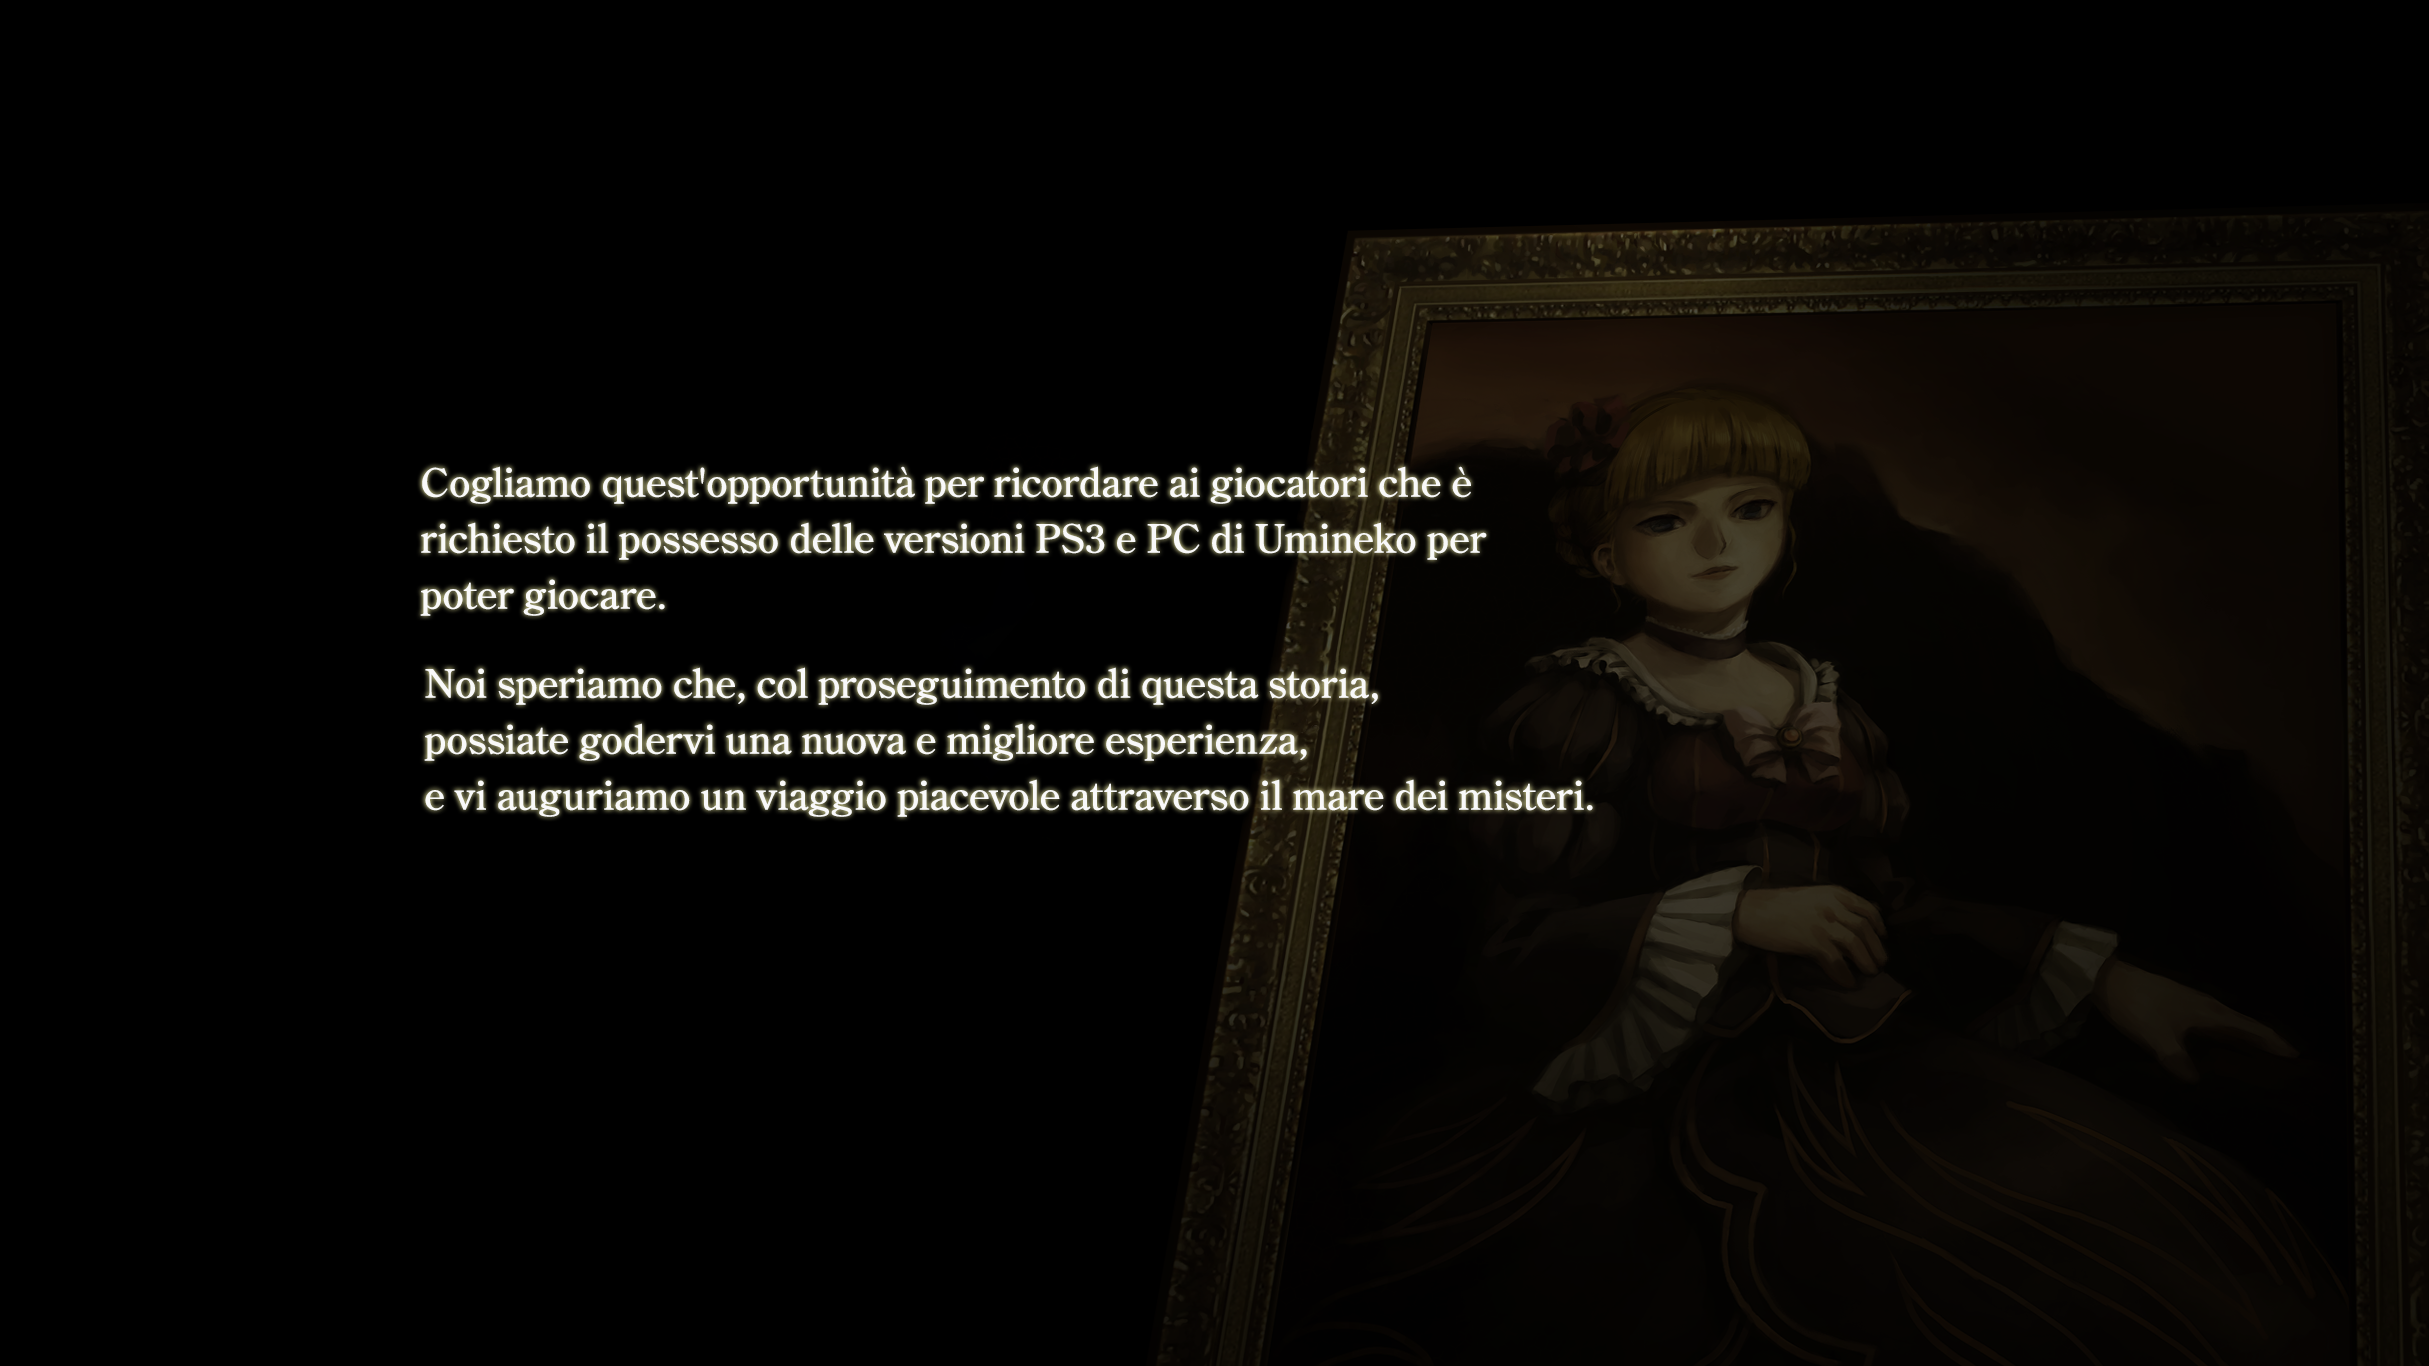 Cogliamo quest'opportunità per ricordare ai giocatori che è
richiesto il possesso delle versioni PS3 e PC di Umineko per
poter giocare.
Noi speriamo che, col proseguimento di questa storia,
possiate godervi una nuova e migliore esperienza,
e vi auguriamo un viaggio piacevole attraverso il mare dei misteri.